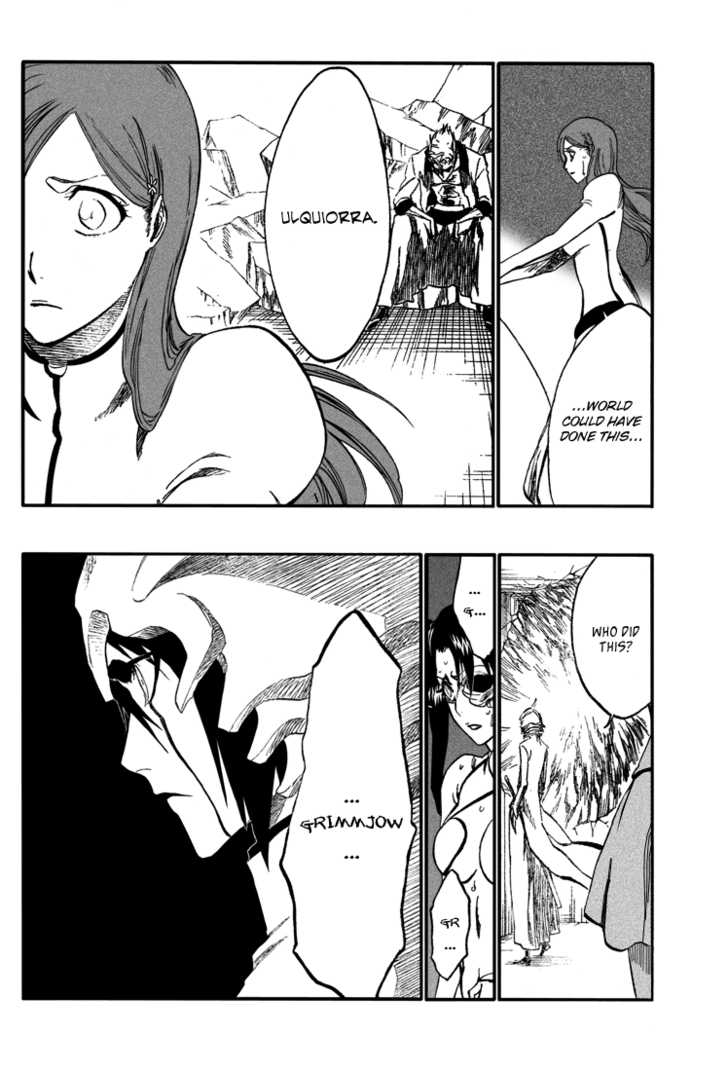 ...WORLD
COULD HAVE
DONE THIS...
ULQUIORRA.
WHO DID
THIS?
...
G...
GR
...
...
GRIMMJOW
...